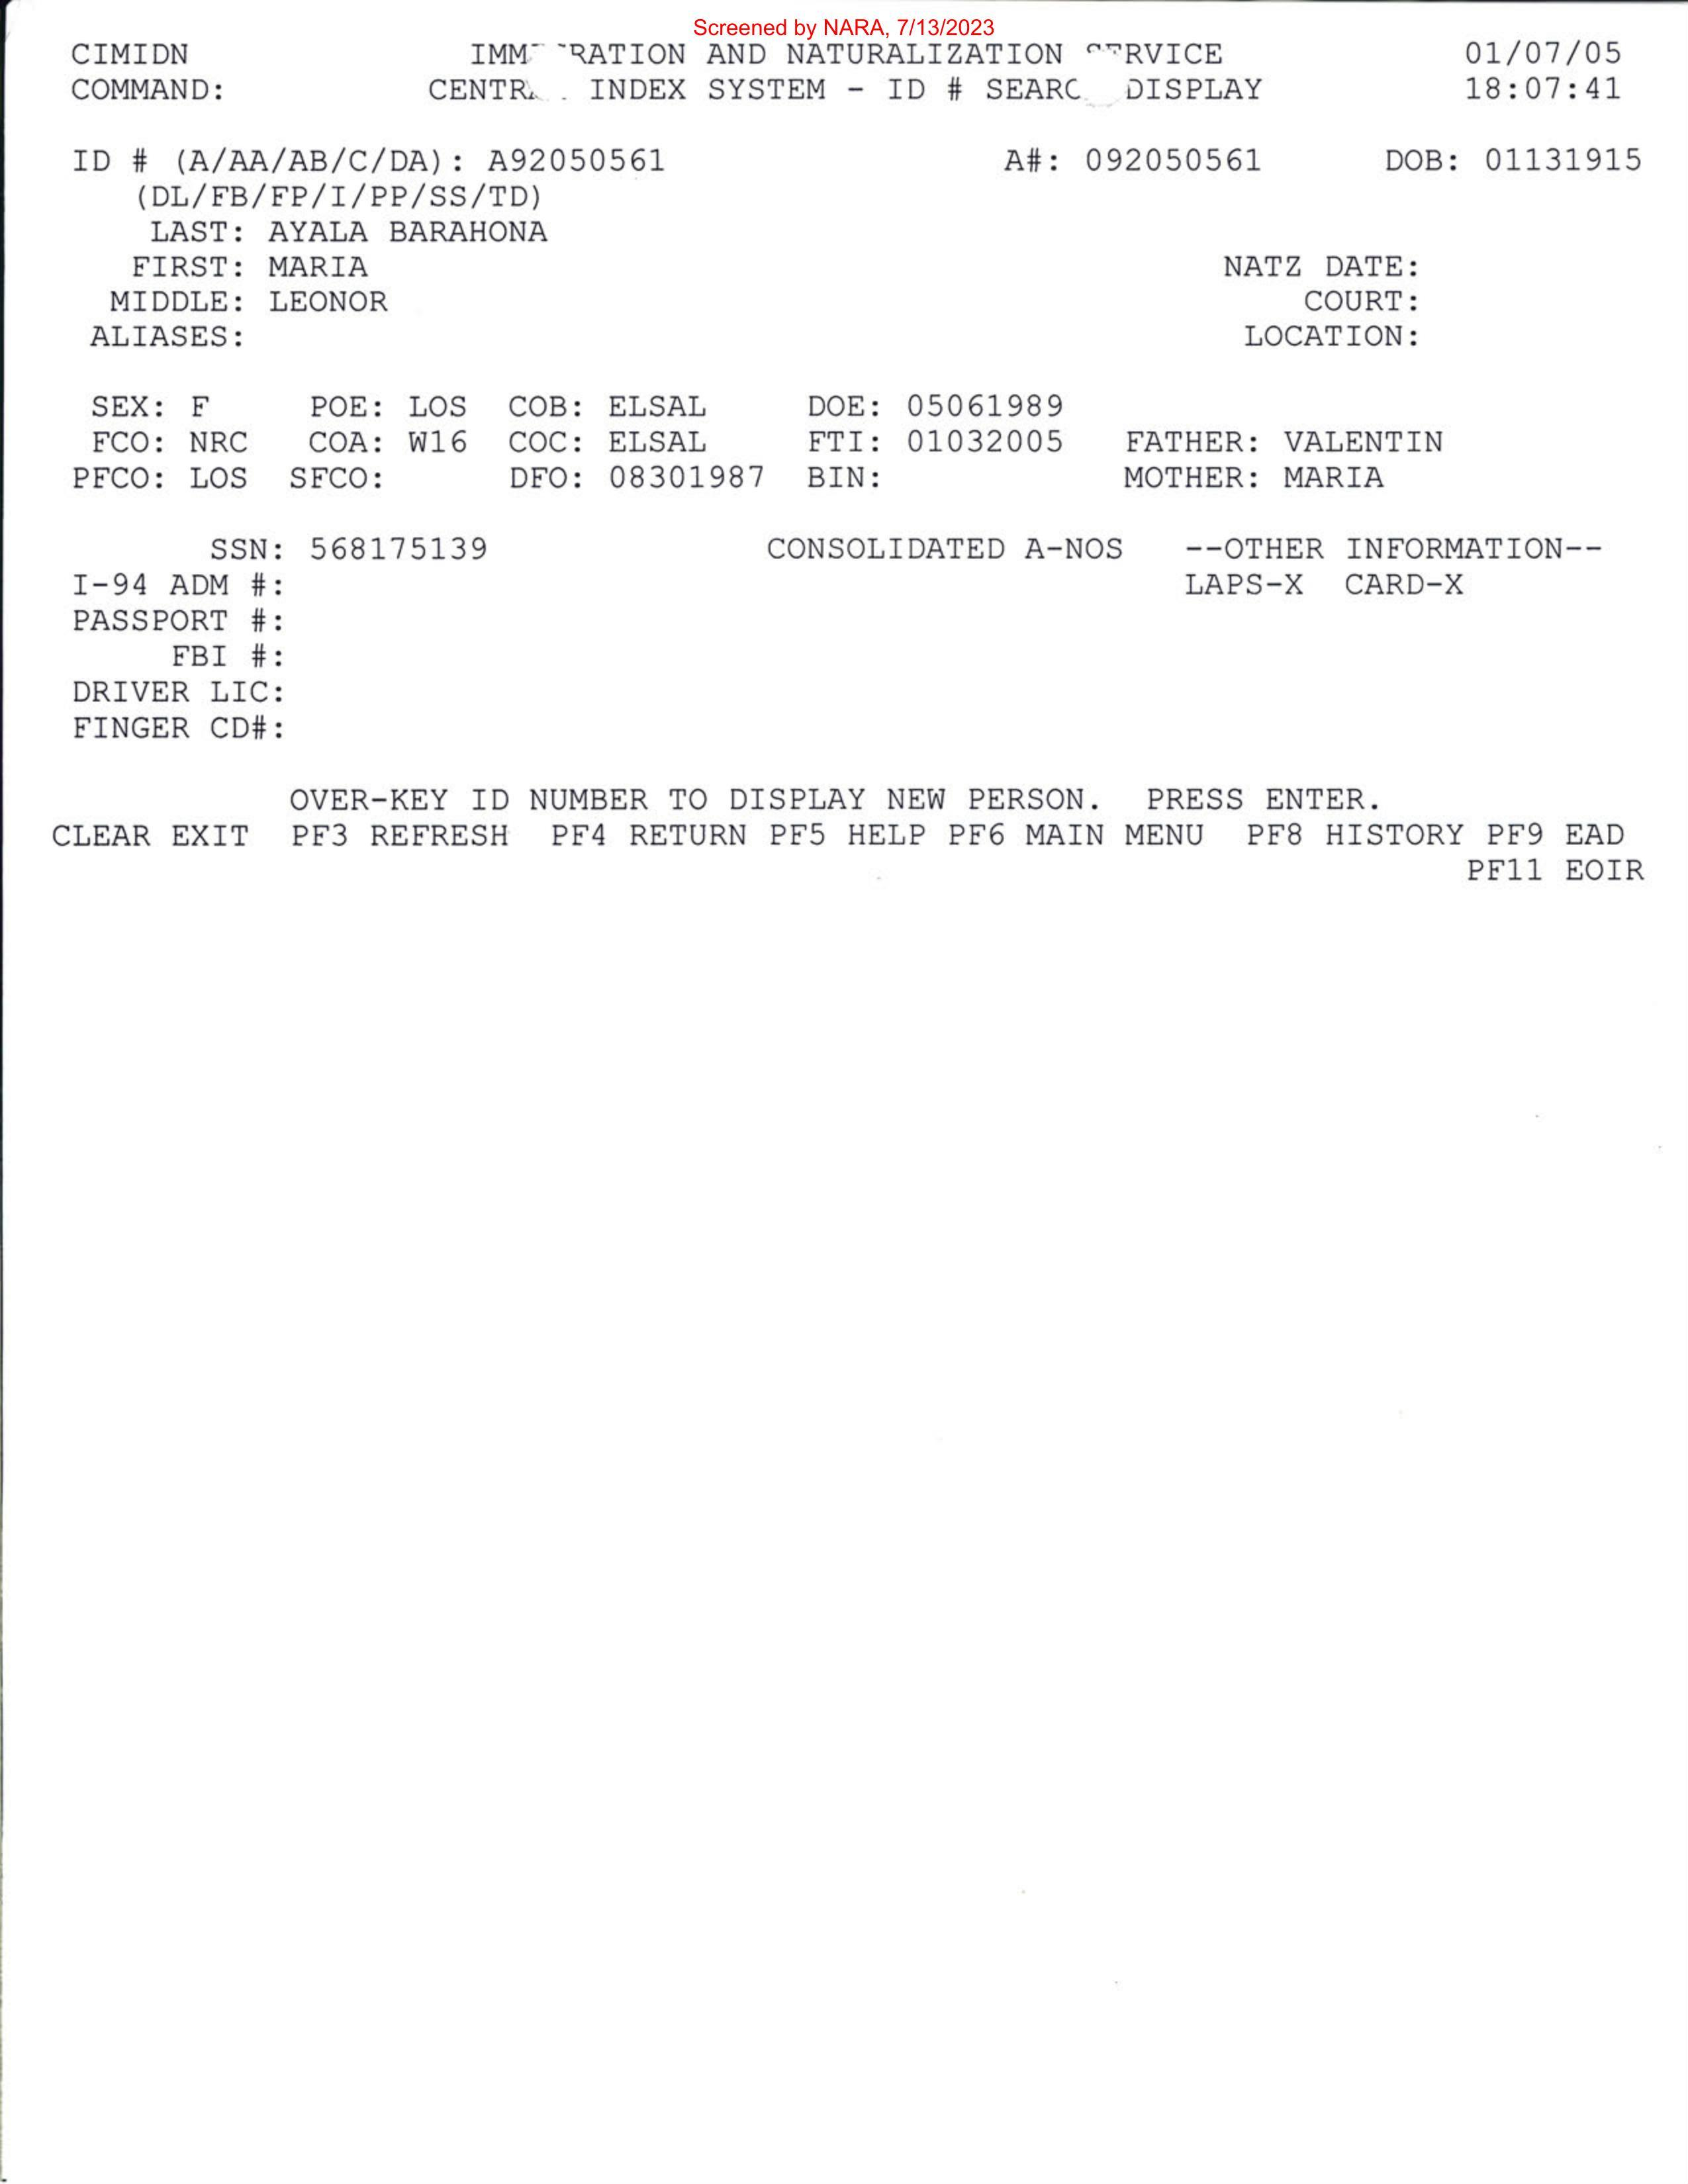 Screened by NARA, 7/13/2023
CIMIDN IMM RATION AND NATURALIZATION RVICE 01/07/05
COMMAND: CENTR INDEX SYSTEM - ID # SEARC DISPLAY 18:07:41
ID # (A/AA/AB/C/DA): A92050561 A#: 092050561 DOB: 01131915
(DL/FB/FP/I/PP/SS/TD)
LAST: AYALA BARAHONA
FIRST: MARIA NATZ DATE:
MIDDLE: LEONOR COURT:
ALIASES: LOCATION:
SEX: F POE: LOS COB: ELSAL DOE: 05061989
FCO: NRC COA: W16 COC: ELSAL FTI: 01032005 FATHER: VALENTIN
PFCO: LOS SFCO: DFO: 08301987 BIN: MOTHER: MARIA
SSN: 568175139 CONSOLIDATED A-NOS --OTHER INFORMATION--
I-94 ADM #: LAPS-X CARD-X
PASSPORT #:
FBI #:
DRIVER LIC:
FINGER CD#:
OVER-KEY ID NUMBER TO DISPLAY NEW PERSON. PRESS ENTER.
CLEAR EXIT PF3 REFRESH PF4 RETURN PF5 HELP PF6 MAIN MENU PF8 HISTORY PF9 EAD
PF11 EOIR